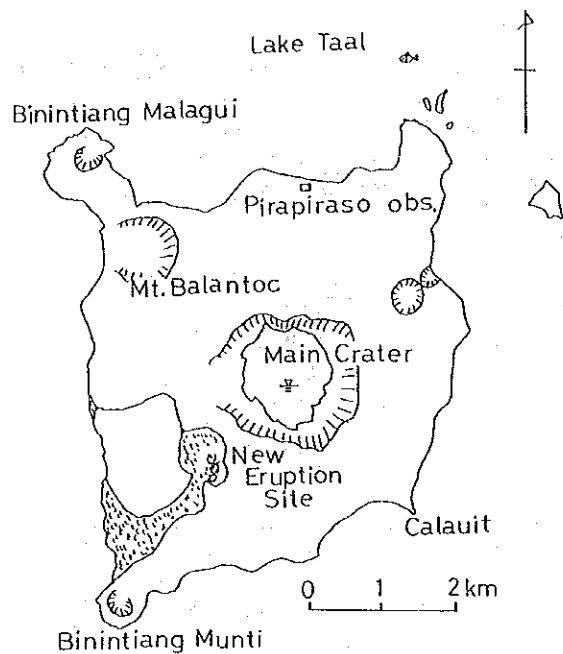 Lake Taal
Binintiang Malagui
Pirapiraso obs.
Mt. Balantoc
Main Crater
New
Eruption
Site
Calauit
0 1 2 km
Binintiang Munti